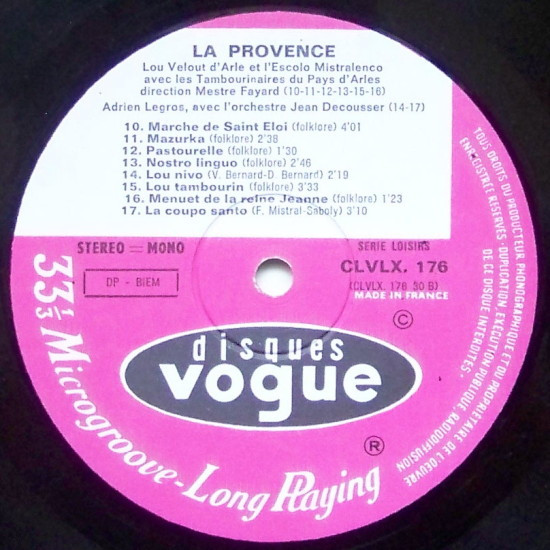 LA PROVENCE
Lou Velout d'Arle et l'Escolo Mistralenco
avec les Tambourinaires du Pays d'Arles
direction Mestre Fayard (10-11-12-13-15-16)
Adrien Legros, avec l'orchestre Jean Decousser (14-17)
10. Marche de Saint Eloi (folklore) 4'01
11. Mazurka (folklore) 2'38
12. Pastourelle (folklore) 1'30
13. Nostro linguo (folklore) 2'46
14. Lou nivo (V. Bernard-D. Bernard) 2'19
15. Lou tambourin (folklore) 3'33
16. Menuet de la reine Jeanne (folklore) 1'23
17. La coupo santo (F. Mistral-Saboly) 3'10
STEREO = MONO
DP - BIEM
SERIE LOISIRS
CLVLX. 176
(CLVLX. 176 30 B)
MADE IN FRANCE
©
disques
vogue
®
33 1/3 Microgroove-Long Playing
TOUS DROITS DU PRODUCTEUR PHONOGRAPHIQUE ET DU PROPRIETAIRE DE L'OEUVRE
ENREGISTREE RESERVES - DUPLICATION, EXECUTION PUBLIQUE, RADIODIFFUSION
DE CE DISQUE INTERDITES -